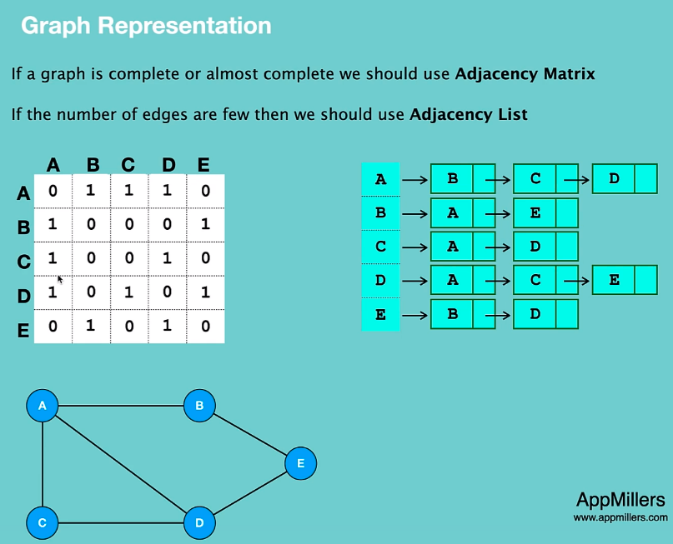 Graph Representation
If a graph is complete or almost complete we should use Adjacency Matrix
If the number of edges are few then we should use Adjacency List
A B C D E
A 0 1 1 1 0
B 1 0 0 0 1
C 1 0 0 1 0
D 1 0 1 0 1
E 0 1 0 1 0
A B C D
B A E
C A D
D A C E
E B D
A B
E
C D
AppMillers
www.appmillers.com